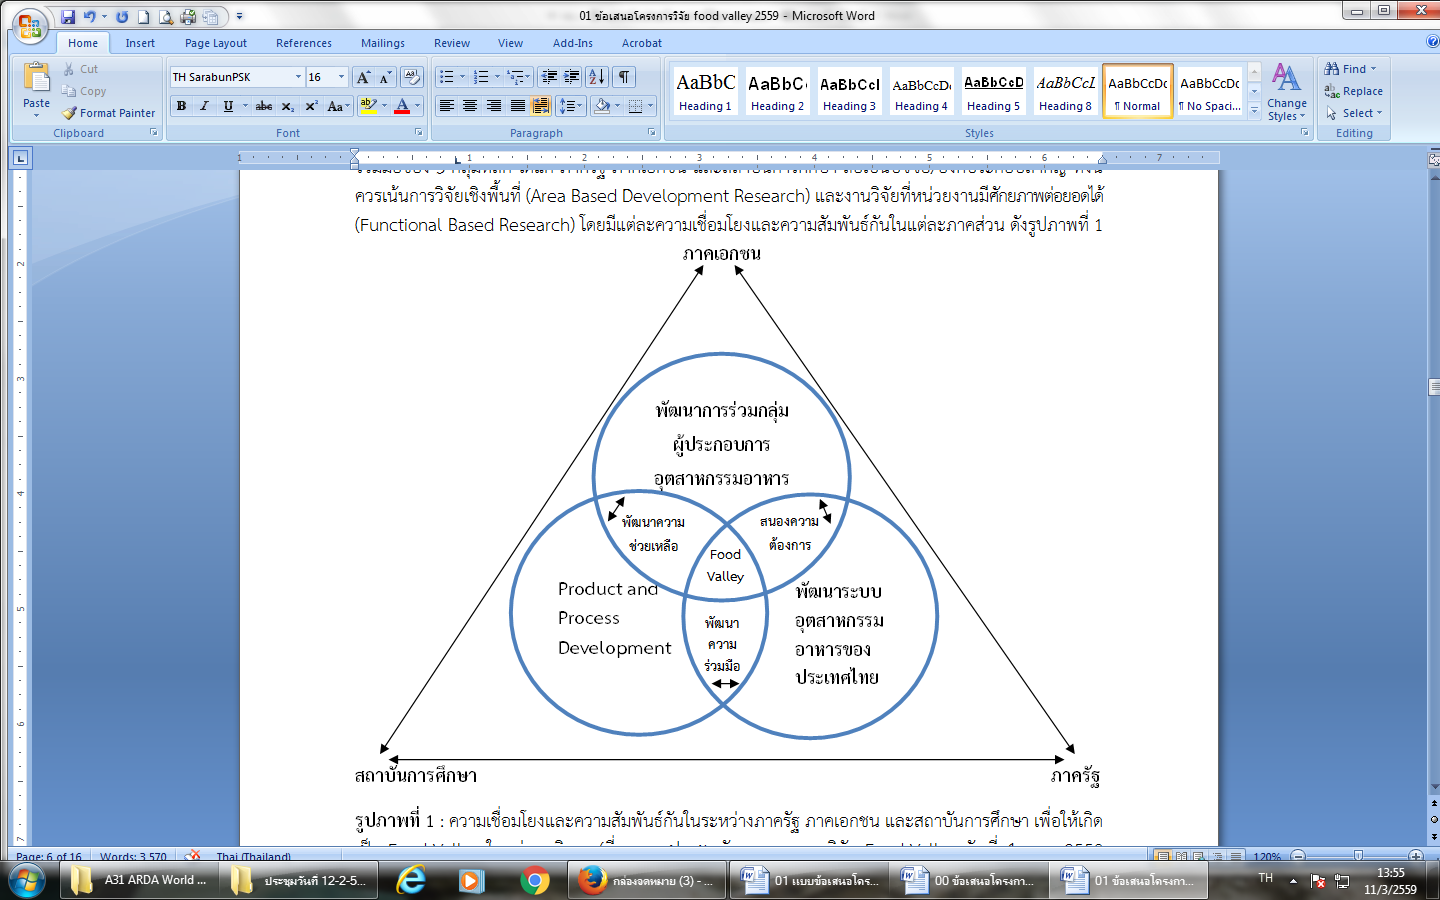 01 ข้อเสนอโครงการวิจัย food valley 2559 - Microsoft Word
Home Insert Page Layout References Mailings Review View Add-Ins Acrobat
Paste
Cut
Copy
Format Painter
Clipboard
TH SarabunPSK 16
Font
Paragraph
AaBbC AaBbC AaBbCcI AaBbCcDc AaBbCcD AaBbCcL AaBbCcDc AaBbCcDc
Heading 1 Heading 2 Heading 3 Heading 4 Heading 5 Heading 8 ¶ Normal ¶ No Spaci...
Change Styles
Styles
Find
Replace
Select
Editing
ควรเน้นการวิจัยเชิงพื้นที่ (Area Based Development Research) และงานวิจัยที่หน่วยงานมีศักยภาพต่อยอดได้
(Functional Based Research) โดยมีแต่ละความเชื่อมโยงและความสัมพันธ์กันในแต่ละภาคส่วน ดังรูปภาพที่ 1
ภาคเอกชน
พัฒนาการร่วมกลุ่ม
ผู้ประกอบการ
อุตสาหกรรมอาหาร
พัฒนาความ
ช่วยเหลือ
สนองความ
ต้องการ
Food
Valley
Product and
Process
Development
พัฒนาระบบ
อุตสาหกรรม
อาหารของ
ประเทศไทย
พัฒนา
ความ
ร่วมมือ
สถาบันการศึกษา ภาครัฐ
รูปภาพที่ 1 : ความเชื่อมโยงและความสัมพันธ์กันในระหว่างภาครัฐ ภาคเอกชน และสถาบันการศึกษา เพื่อให้เกิด
Page: 6 of 16 Words: 3,570 Thai (Thailand) 120%
A31 ARDA World ... ประชุมวันที่ 12-2-5... กล่องจดหมาย (3) - ... 01 แบบข้อเสนอโคร... 00 ข้อเสนอโครงกา... 01 ข้อเสนอโครงกา... TH 13:55
11/3/2559